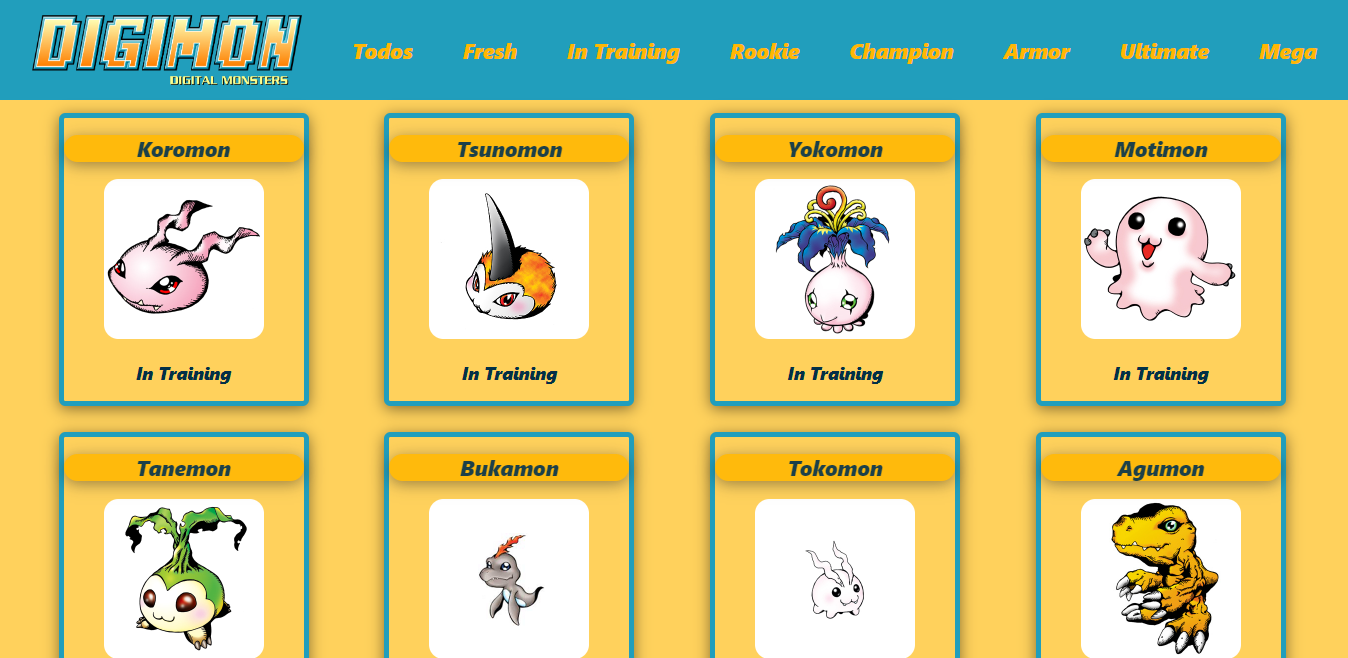 DIGIMON
DIGITAL MONSTERS
Todos Fresh In Training Rookie Champion Armor Ultimate Mega
Koromon Tsunomon Yokomon Motimon
In Training In Training In Training In Training
Tanemon Bukamon Tokomon Agumon